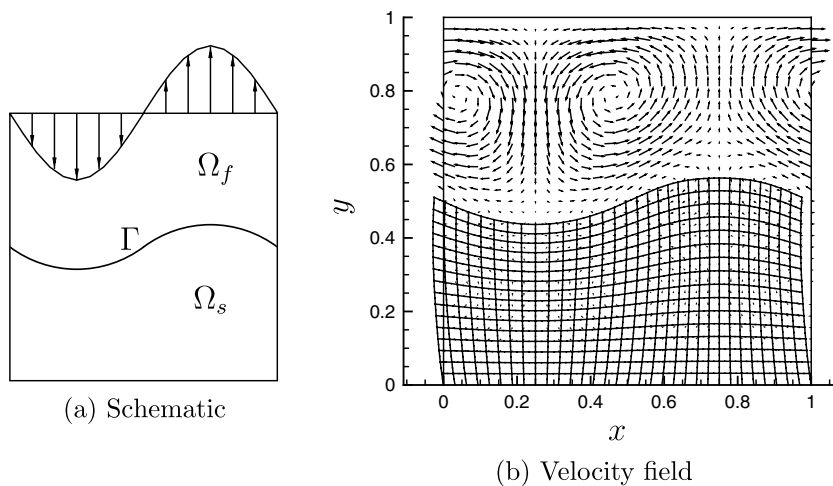 Ω_f
Γ
Ω_s
(a) Schematic
1
0.8
0.6
0.4
0.2
0
y
0 0.2 0.4 0.6 0.8 1
x
(b) Velocity field